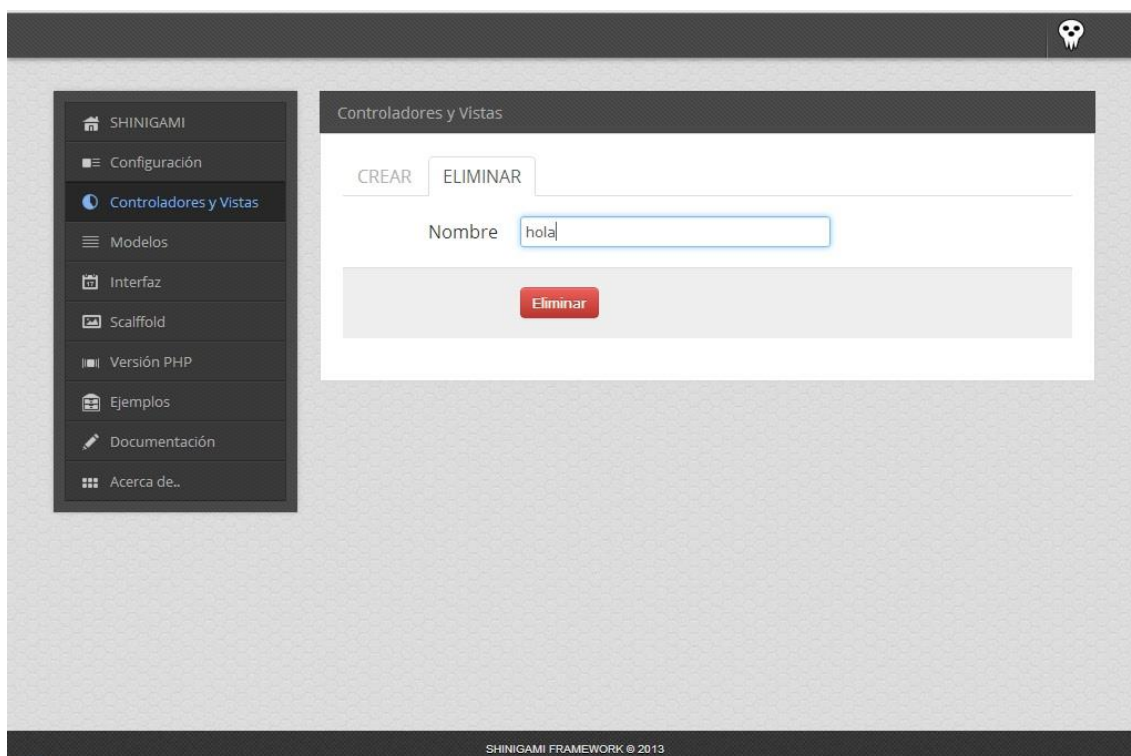 SHINIGAMI
Configuración
Controladores y Vistas
Modelos
Interfaz
Scalffold
Versión PHP
Ejemplos
Documentación
Acerca de..
Controladores y Vistas
CREAR ELIMINAR
Nombre hola
Eliminar
SHINIGAMI FRAMEWORK © 2013